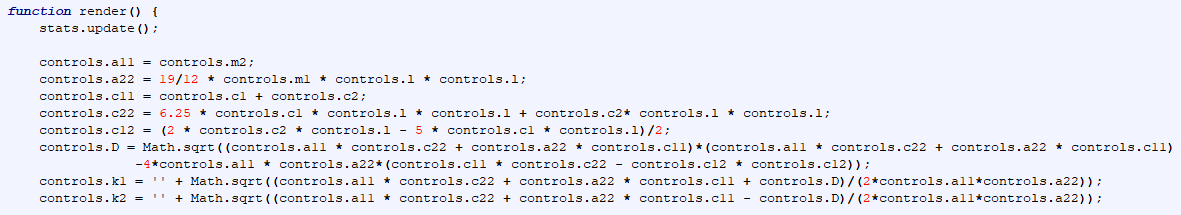 function render() {
stats.update();
controls.a11 = controls.m2;
controls.a22 = 19/12 * controls.m1 * controls.l * controls.l;
controls.c11 = controls.c1 + controls.c2;
controls.c22 = 6.25 * controls.c1 * controls.l * controls.l + controls.c2* controls.l * controls.l;
controls.c12 = (2 * controls.c2 * controls.l - 5 * controls.c1 * controls.l)/2;
controls.D = Math.sqrt((controls.a11 * controls.c22 + controls.a22 * controls.c11)*(controls.a11 * controls.c22 + controls.a22 * controls.c11)
-4*controls.a11 * controls.a22*(controls.c11 * controls.c22 - controls.c12 * controls.c12));
controls.k1 = '' + Math.sqrt((controls.a11 * controls.c22 + controls.a22 * controls.c11 + controls.D)/(2*controls.a11*controls.a22));
controls.k2 = '' + Math.sqrt((controls.a11 * controls.c22 + controls.a22 * controls.c11 - controls.D)/(2*controls.a11*controls.a22));